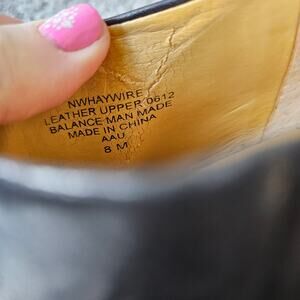 NWHAYWIRE
LEATHER UPPER 0612
BALANCE MAN MADE
MADE IN CHINA
AAU
8 M